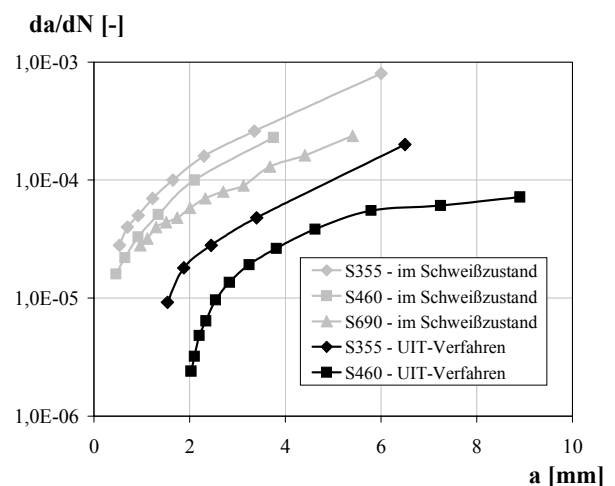 da/dN [-]
1,0E-03
1,0E-04
1,0E-05
1,0E-06
0 2 4 6 8 10
a [mm]
S355 - im Schweißzustand
S460 - im Schweißzustand
S690 - im Schweißzustand
S355 - UIT-Verfahren
S460 - UIT-Verfahren